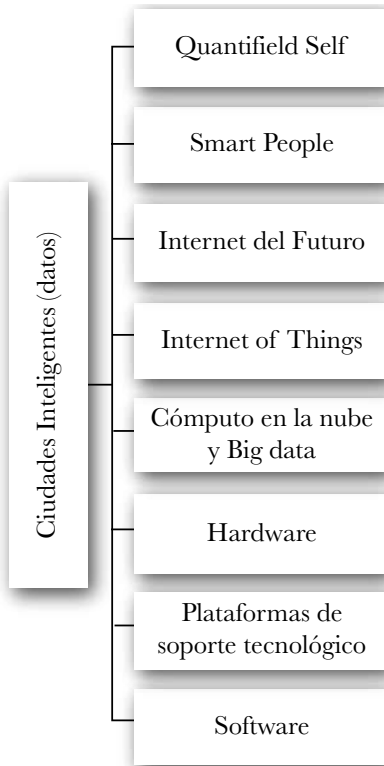 Ciudades Inteligentes (datos)
Quantifield Self
Smart People
Internet del Futuro
Internet of Things
Cómputo en la nube
y Big data
Hardware
Plataformas de
soporte tecnológico
Software